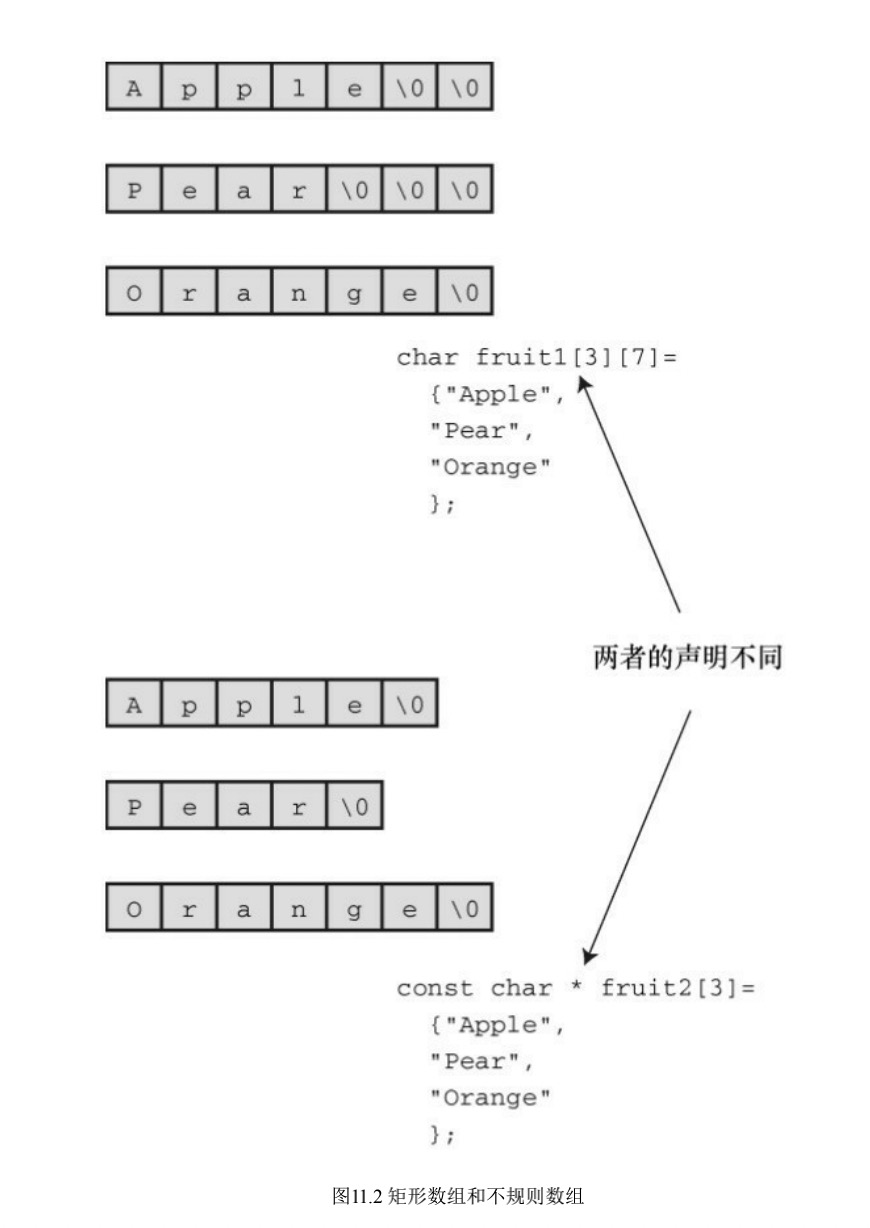 A p p l e \0 \0
P e a r \0 \0 \0
O r a n g e \0
char fruit1[3][7]=
{"Apple",
"Pear",
"Orange"
};
两者的声明不同
A p p l e \0
P e a r \0
O r a n g e \0
const char * fruit2[3]=
{"Apple",
"Pear",
"Orange"
};
图11.2 矩形数组和不规则数组